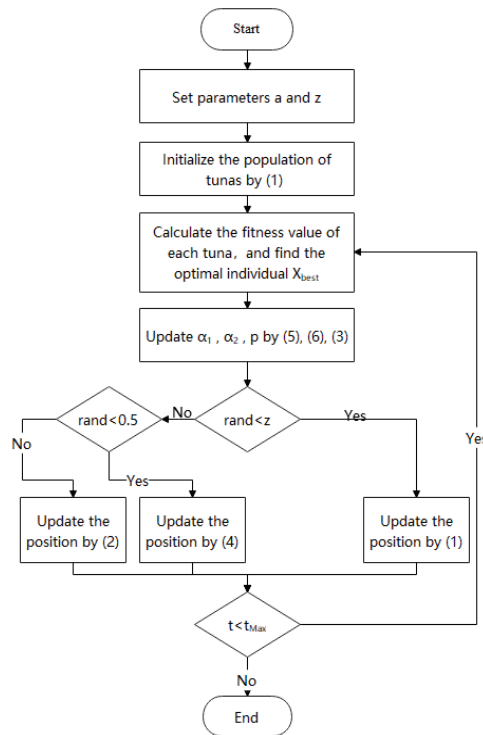 Start
Set parameters a and z
Initialize the population of
tunas by (1)
Calculate the fitness value of
each tuna, and find the
optimal individual Xbest
Update α₁ , α₂ , p by (5), (6), (3)
rand<0.5
No
rand<z
Yes
No
Yes
Yes
Update the
position by (2)
Update the
position by (4)
Update the
position by (1)
t<tMax
No
End